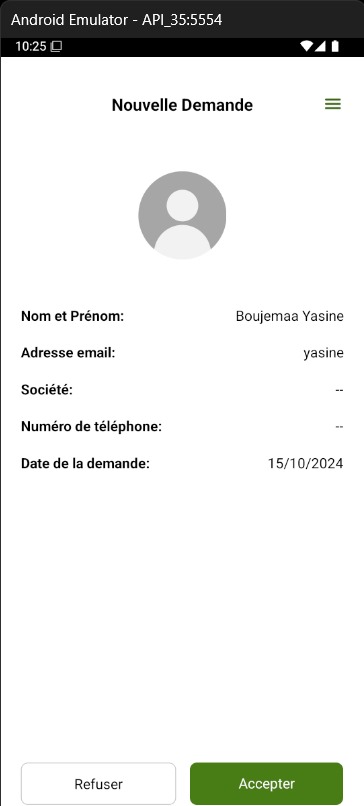 Android Emulator - API_35:5554
10:25
Nouvelle Demande
Nom et Prénom: Boujemaa Yasine
Adresse email: yasine
Société: --
Numéro de téléphone: --
Date de la demande: 15/10/2024
Refuser Accepter